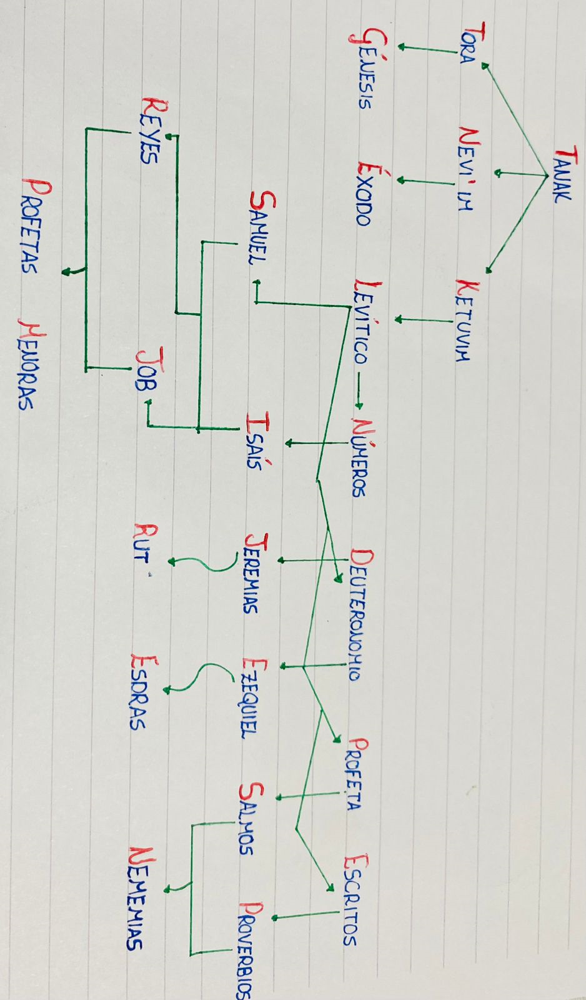 TANAK
TORA NEVI'IM KETUVIM
GÉNESIS ÉXODO LEVÍTICO NÚMEROS DEUTERONOMIO PROFETA ESCRITOS
SAMUEL ISAÍS JEREMIAS EZEQUIEL SALMOS PROVERBIOS
REYES JOB RUT ESDRAS NEMEMIAS
PROFETAS MENORAS